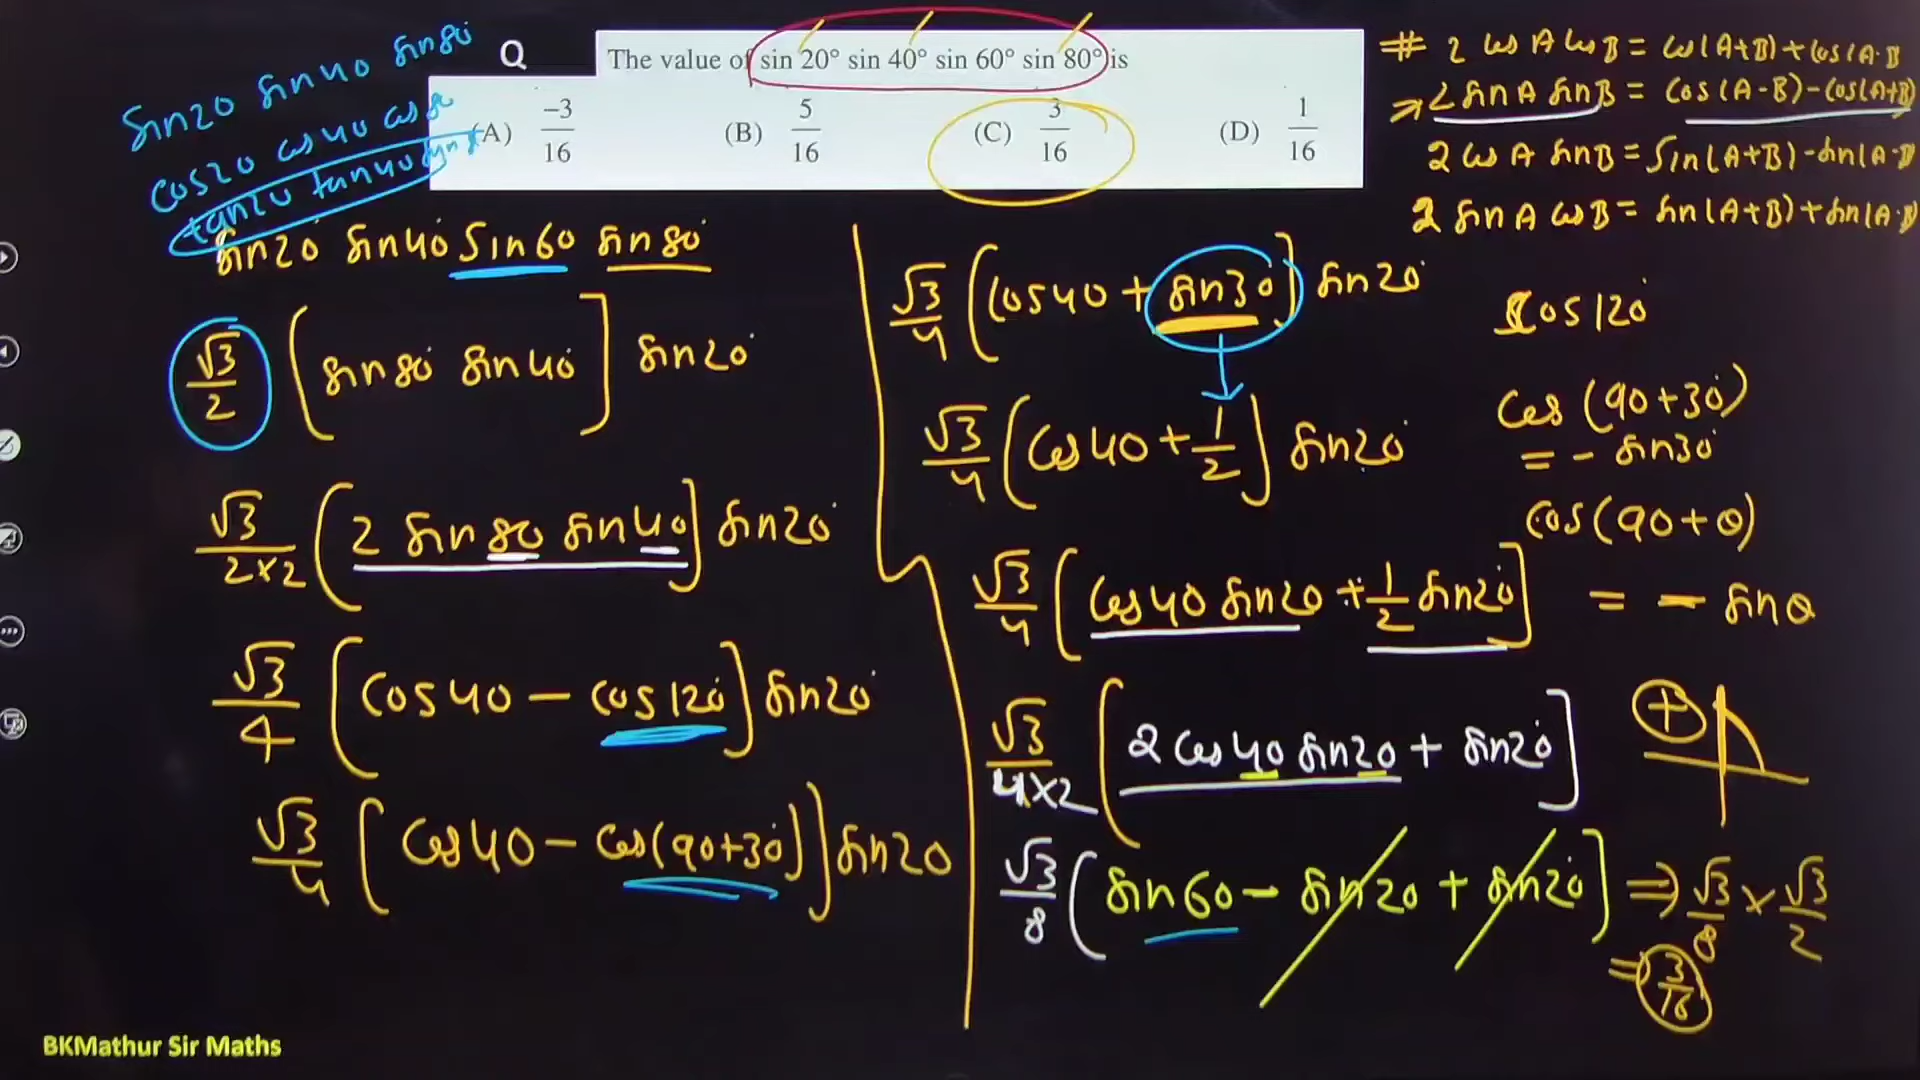 Q
The value of sin 20° sin 40° sin 60° sin 80° is
(A) -3/16 (B) 5/16 (C) 3/16 (D) 1/16
sin20 sin40 sin80
cos20 cos40 cos80
tan20 tan40
# 2 cos A cos B = cos(A+B) + cos(A-B
2 sin A sin B = cos(A-B) - cos(A+B)
2 cos A sin B = sin(A+B) - sin(A-B)
2 sin A cos B = sin(A+B) + sin(A-B)
sin20° sin40 sin60 sin80°
√3/2 [sin80° sin40°] sin20°
√3/2×2 (2 sin80 sin40] sin20°
√3/4 [cos40 - cos120°] sin20°
√3/4 [cos40 - cos(90+30°)] sin20
√3/4 (cos40 + sin30°] sin20°
√3/4 (cos40 + 1/2] sin20°
√3/4 [cos40 sin20 + 1/2 sin20°]
√3/4×2 [2 cos40 sin20 + sin20°]
√3/8 (sin60 - sin20 + sin20°] ⇒ √3/8 × √3/2
= 3/16
cos120°
cos(90+30°)
= - sin30°
cos(90+θ)
= - sinθ
+
BKMathur Sir Maths